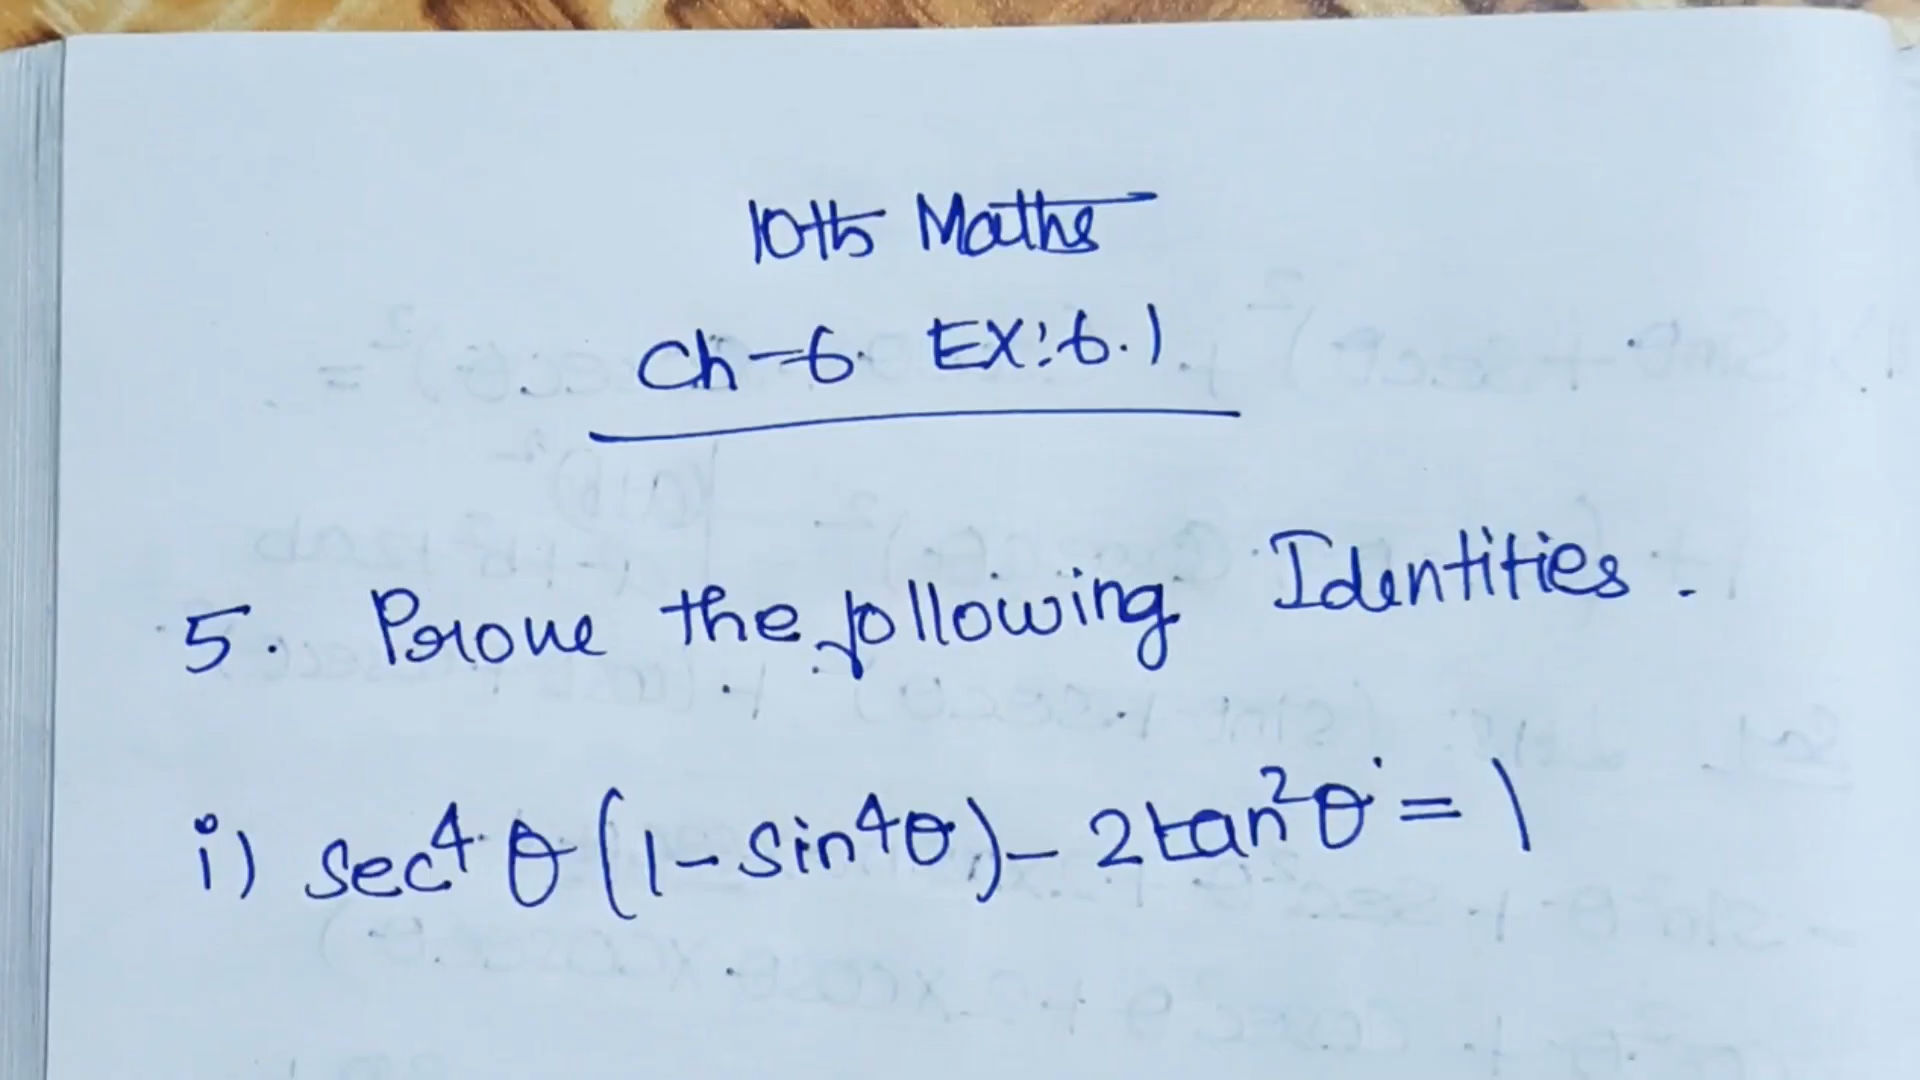 10th Maths
Ch-6 EX:6.1
5. Prove the following Identities.
i) sec⁴θ (1-sin⁴θ) - 2tan²θ = 1